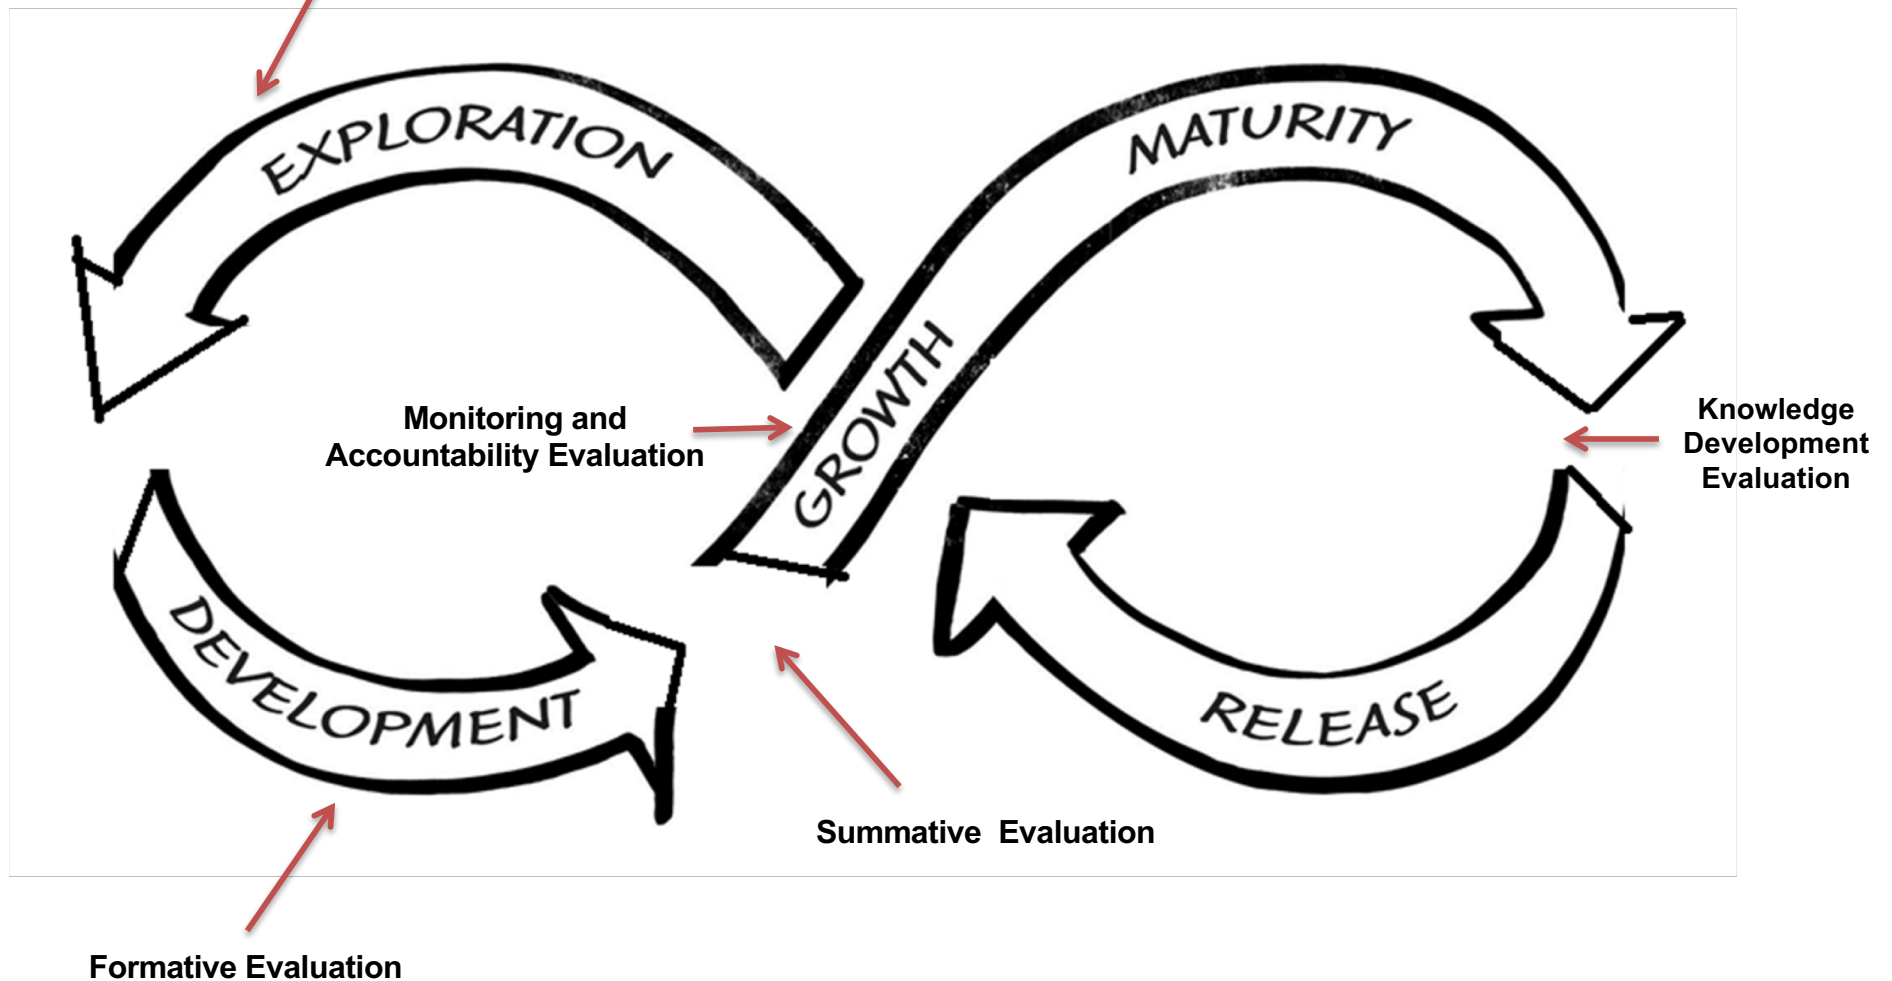 EXPLORATION
MATURITY
GROWTH
Monitoring and
Accountability Evaluation
Knowledge
Development
Evaluation
DEVELOPMENT
RELEASE
Summative  Evaluation
Formative Evaluation